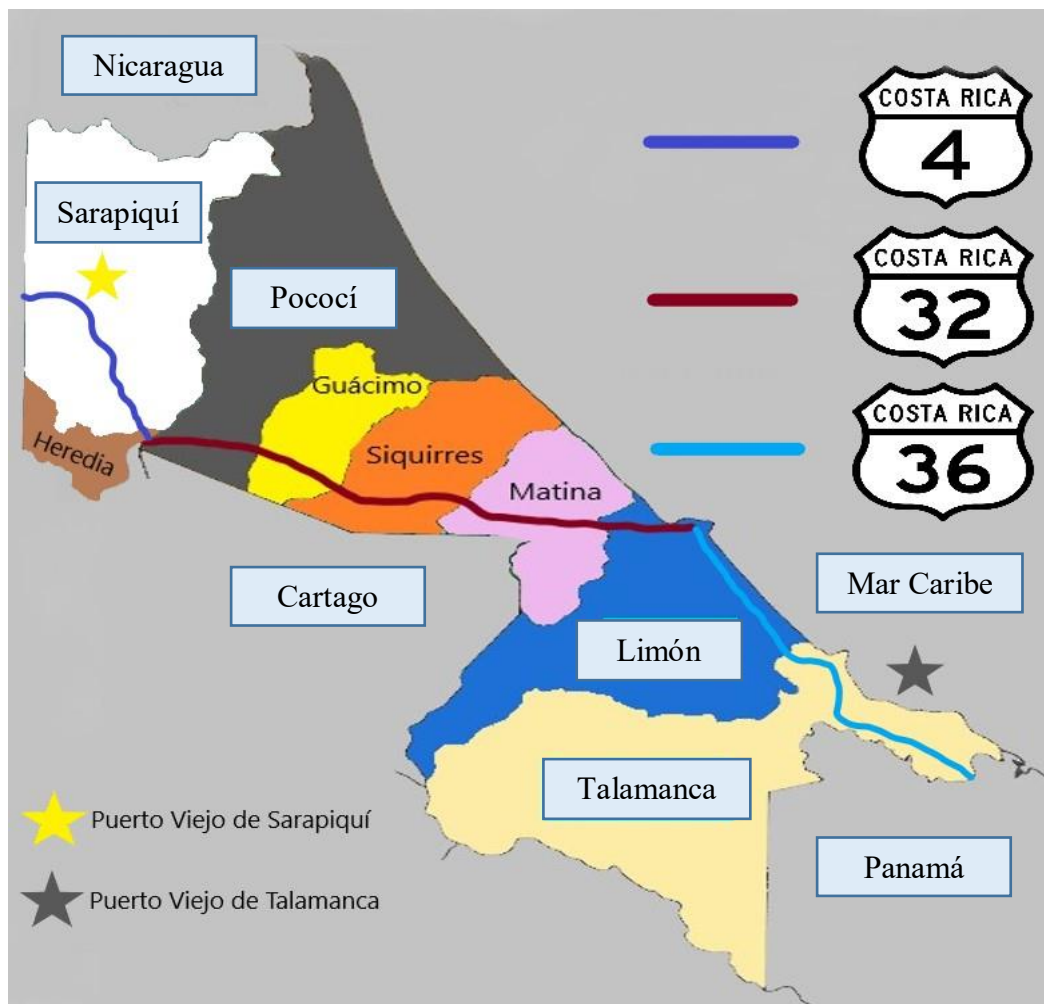 Nicaragua
COSTA RICA
4
Sarapiquí
COSTA RICA
32
Pococí
Guácimo
COSTA RICA
36
Heredia
Siquirres
Matina
Cartago
Mar Caribe
Limón
Talamanca
Puerto Viejo de Sarapiquí
Panamá
Puerto Viejo de Talamanca